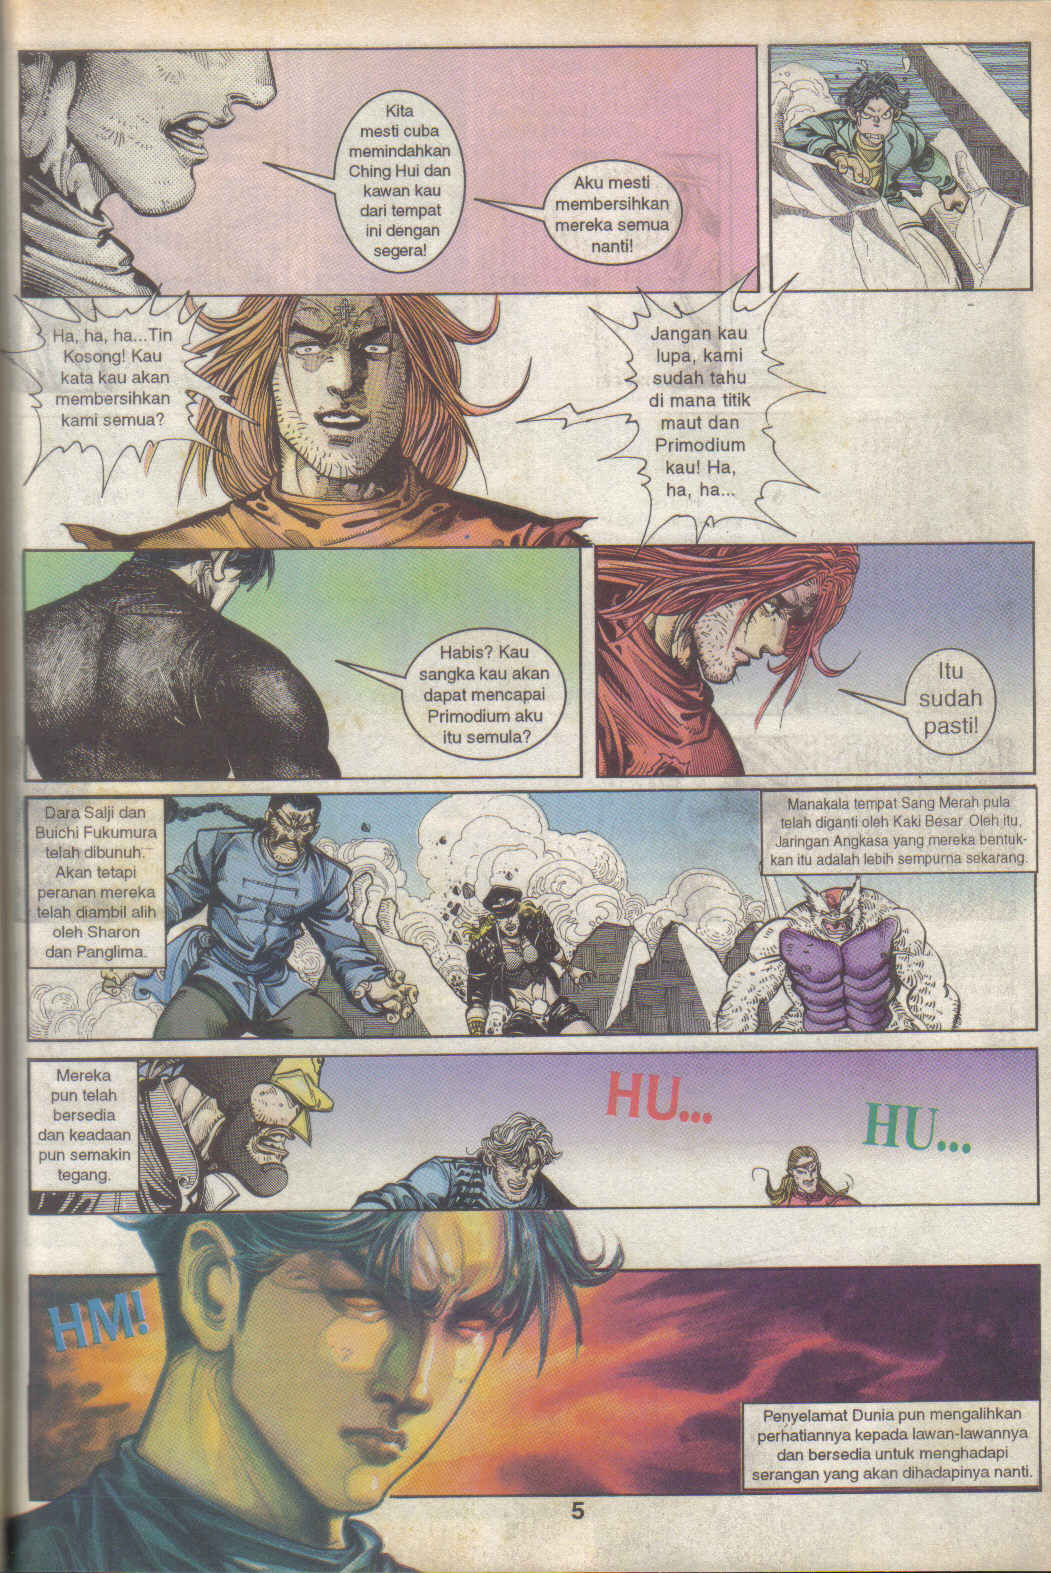 Kita
mesti cuba
memindahkan
Ching Hui dan
kawan kau
dari tempat
ini dengan
segera!
Aku mesti
membersihkan
mereka semua
nanti!
Ha, ha, ha...Tin
Kosong! Kau
kata kau akan
membersihkan
kami semua?
Jangan kau
lupa, kami
sudah tahu
di mana titik
maut dan
Primodium
kau! Ha,
ha, ha...
Habis? Kau
sangka kau akan
dapat mencapai
Primodium aku
itu semula?
Itu
sudah
pasti!
Dara Salji dan
Buichi Fukumura
telah dibunuh.
Akan tetapi
peranan mereka
telah diambil alih
oleh Sharon
dan Panglima.
Manakala tempat Sang Merah pula
telah diganti oleh Kaki Besar. Oleh itu,
Jaringan Angkasa yang mereka bentuk-
kan itu adalah lebih sempurna sekarang.
Mereka
pun telah
bersedia
dan keadaan
pun semakin
tegang.
HU...
HU...
HM!
Penyelamat Dunia pun mengalihkan
perhatiannya kepada lawan-lawannya
dan bersedia untuk menghadapi
serangan yang akan dihadapinya nanti.
5